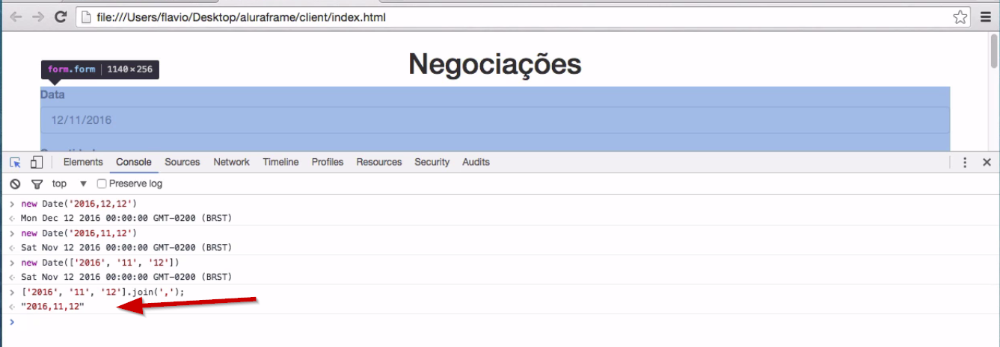 file:///Users/flavio/Desktop/aluraframe/client/index.html
Negociações
form.form | 1140×256
Data
12/11/2016
Elements Console Sources Network Timeline Profiles Resources Security Audits
top Preserve log
> new Date('2016,12,12')
Mon Dec 12 2016 00:00:00 GMT-0200 (BRST)
> new Date('2016,11,12')
Sat Nov 12 2016 00:00:00 GMT-0200 (BRST)
> new Date(['2016', '11', '12'])
Sat Nov 12 2016 00:00:00 GMT-0200 (BRST)
> ['2016', '11', '12'].join(',');
"2016,11,12"
>